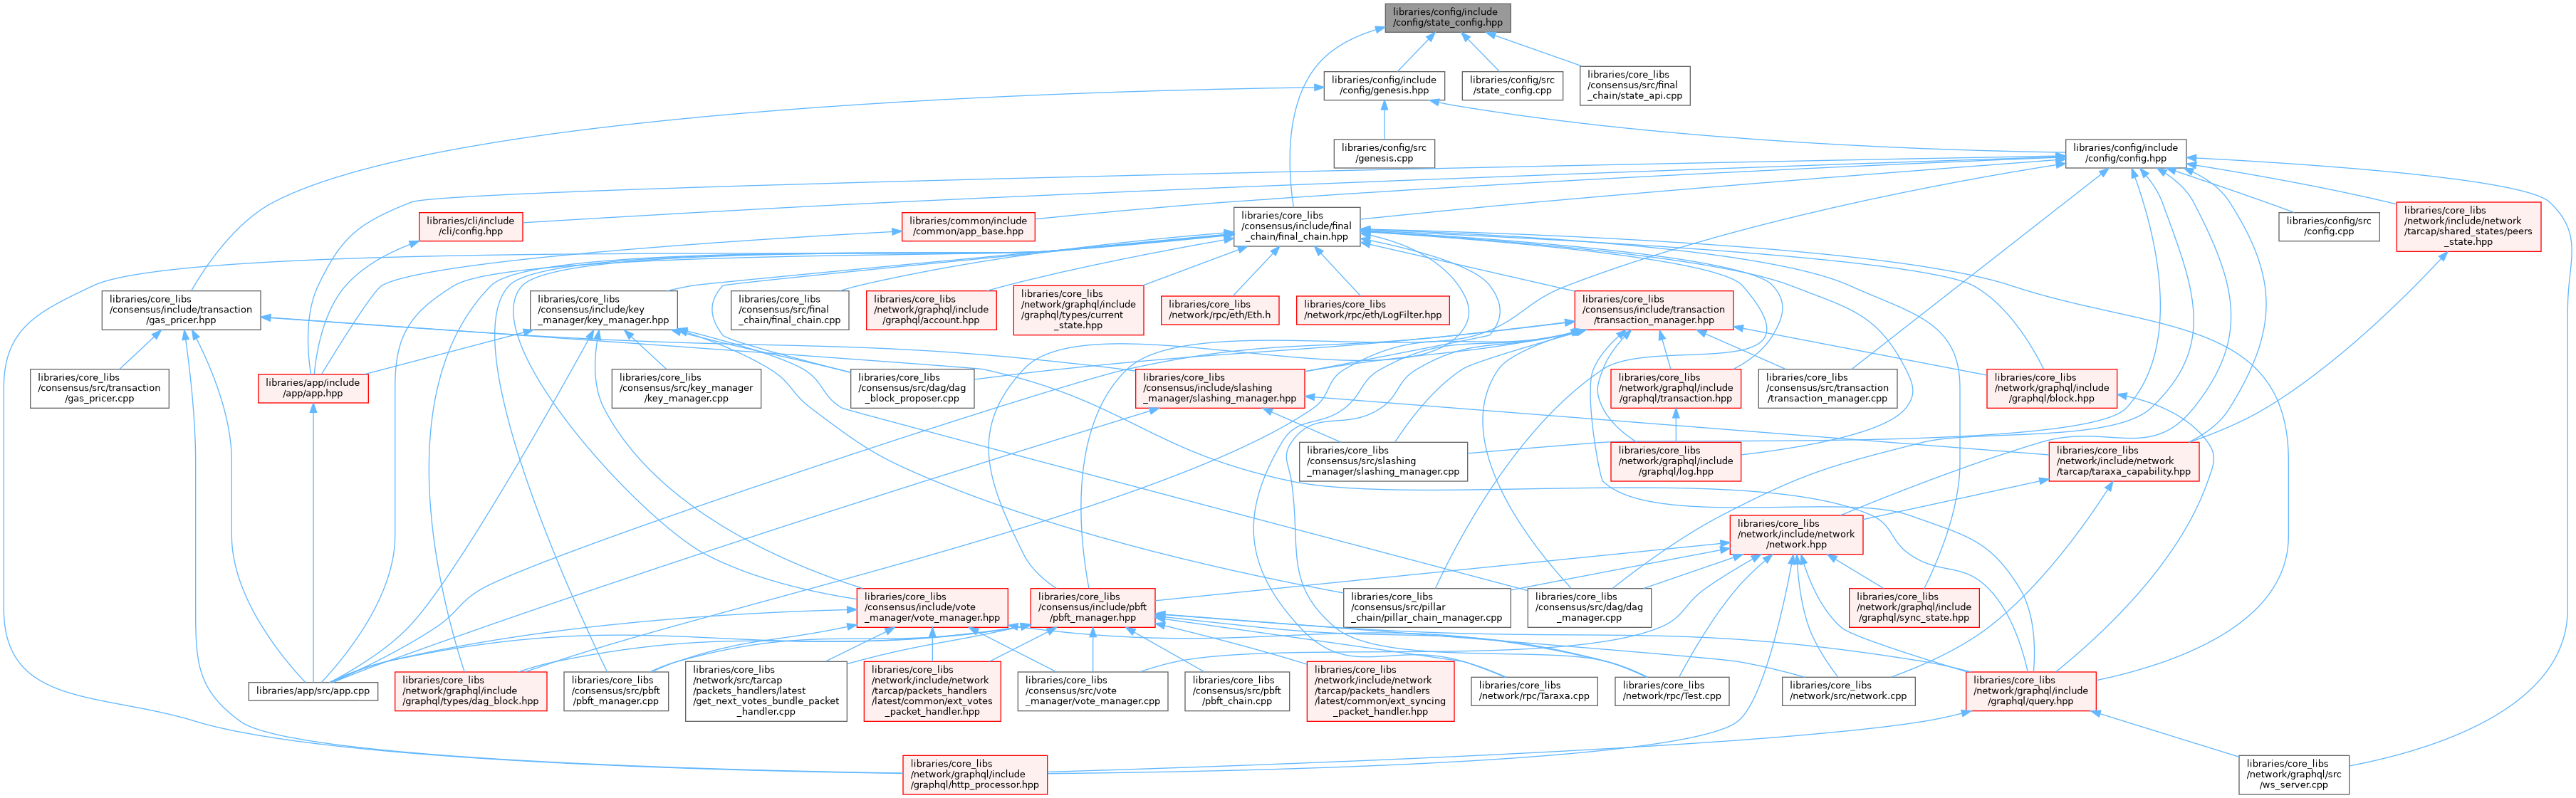 libraries/config/include
/config/state_config.hpp
libraries/config/include
/config/genesis.hpp
libraries/config/src
/state_config.cpp
libraries/core_libs
/consensus/src/final
_chain/state_api.cpp
libraries/config/src
/genesis.cpp
libraries/config/include
/config/config.hpp
libraries/cli/include
/cli/config.hpp
libraries/common/include
/common/app_base.hpp
libraries/core_libs
/consensus/include/final
_chain/final_chain.hpp
libraries/config/src
/config.cpp
libraries/core_libs
/network/include/network
/tarcap/shared_states/peers
_state.hpp
libraries/core_libs
/consensus/include/transaction
/gas_pricer.hpp
libraries/core_libs
/consensus/include/key
_manager/key_manager.hpp
libraries/core_libs
/consensus/src/final
_chain/final_chain.cpp
libraries/core_libs
/network/graphql/include
/graphql/account.hpp
libraries/core_libs
/network/graphql/include
/graphql/types/current
_state.hpp
libraries/core_libs
/network/rpc/eth/Eth.h
libraries/core_libs
/network/rpc/eth/LogFilter.hpp
libraries/core_libs
/consensus/include/transaction
/transaction_manager.hpp
libraries/core_libs
/consensus/src/transaction
/gas_pricer.cpp
libraries/app/include
/app/app.hpp
libraries/core_libs
/consensus/src/key_manager
/key_manager.cpp
libraries/core_libs
/consensus/src/dag/dag
_block_proposer.cpp
libraries/core_libs
/consensus/include/slashing
_manager/slashing_manager.hpp
libraries/core_libs
/network/graphql/include
/graphql/transaction.hpp
libraries/core_libs
/consensus/src/transaction
/transaction_manager.cpp
libraries/core_libs
/network/graphql/include
/graphql/block.hpp
libraries/core_libs
/consensus/src/slashing
_manager/slashing_manager.cpp
libraries/core_libs
/network/graphql/include
/graphql/log.hpp
libraries/core_libs
/network/include/network
/tarcap/taraxa_capability.hpp
libraries/core_libs
/network/include/network
/network.hpp
libraries/core_libs
/consensus/include/vote
_manager/vote_manager.hpp
libraries/core_libs
/consensus/include/pbft
/pbft_manager.hpp
libraries/core_libs
/consensus/src/pillar
_chain/pillar_chain_manager.cpp
libraries/core_libs
/consensus/src/dag/dag
_manager.cpp
libraries/core_libs
/network/graphql/include
/graphql/sync_state.hpp
libraries/app/src/app.cpp
libraries/core_libs
/network/graphql/include
/graphql/types/dag_block.hpp
libraries/core_libs
/consensus/src/pbft
/pbft_manager.cpp
libraries/core_libs
/network/src/tarcap
/packets_handlers/latest
/get_next_votes_bundle_packet
_handler.cpp
libraries/core_libs
/network/include/network
/tarcap/packets_handlers
/latest/common/ext_votes
_packet_handler.hpp
libraries/core_libs
/consensus/src/vote
_manager/vote_manager.cpp
libraries/core_libs
/consensus/src/pbft
/pbft_chain.cpp
libraries/core_libs
/network/include/network
/tarcap/packets_handlers
/latest/common/ext_syncing
_packet_handler.hpp
libraries/core_libs
/network/rpc/Taraxa.cpp
libraries/core_libs
/network/rpc/Test.cpp
libraries/core_libs
/network/src/network.cpp
libraries/core_libs
/network/graphql/include
/graphql/query.hpp
libraries/core_libs
/network/graphql/include
/graphql/http_processor.hpp
libraries/core_libs
/network/graphql/src
/ws_server.cpp